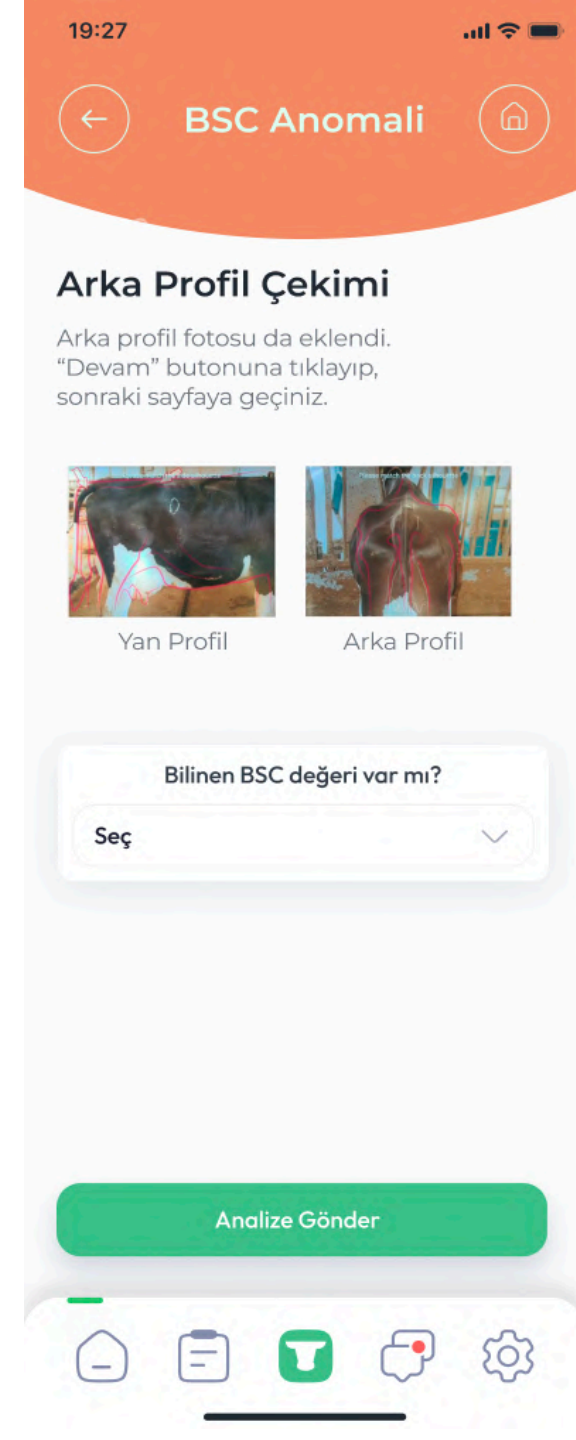 19:27
BSC Anomali
Arka Profil Çekimi
Arka profil fotosu da eklendi.
“Devam” butonuna tıklayıp,
sonraki sayfaya geçiniz.
Yan Profil
Arka Profil
Bilinen BSC değeri var mı?
Seç
Analize Gönder